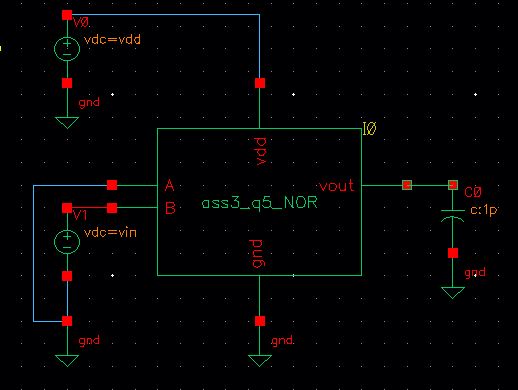 V0
vdc=vdd
gnd
I0
vdd
A
vout
C0
B
ass3_q5_NOR
c:1p
V1
vdc=vin
gnd
gnd
gnd
gnd